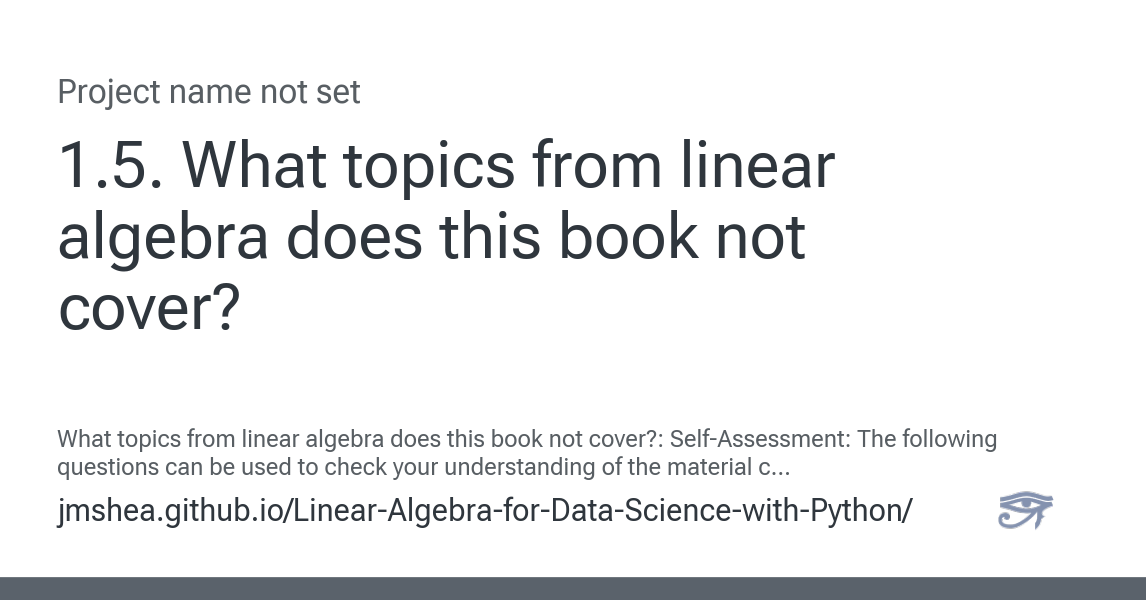 Project name not set
1.5. What topics from linear
algebra does this book not
cover?
What topics from linear algebra does this book not cover?: Self-Assessment: The following
questions can be used to check your understanding of the material c...
jmshea.github.io/Linear-Algebra-for-Data-Science-with-Python/